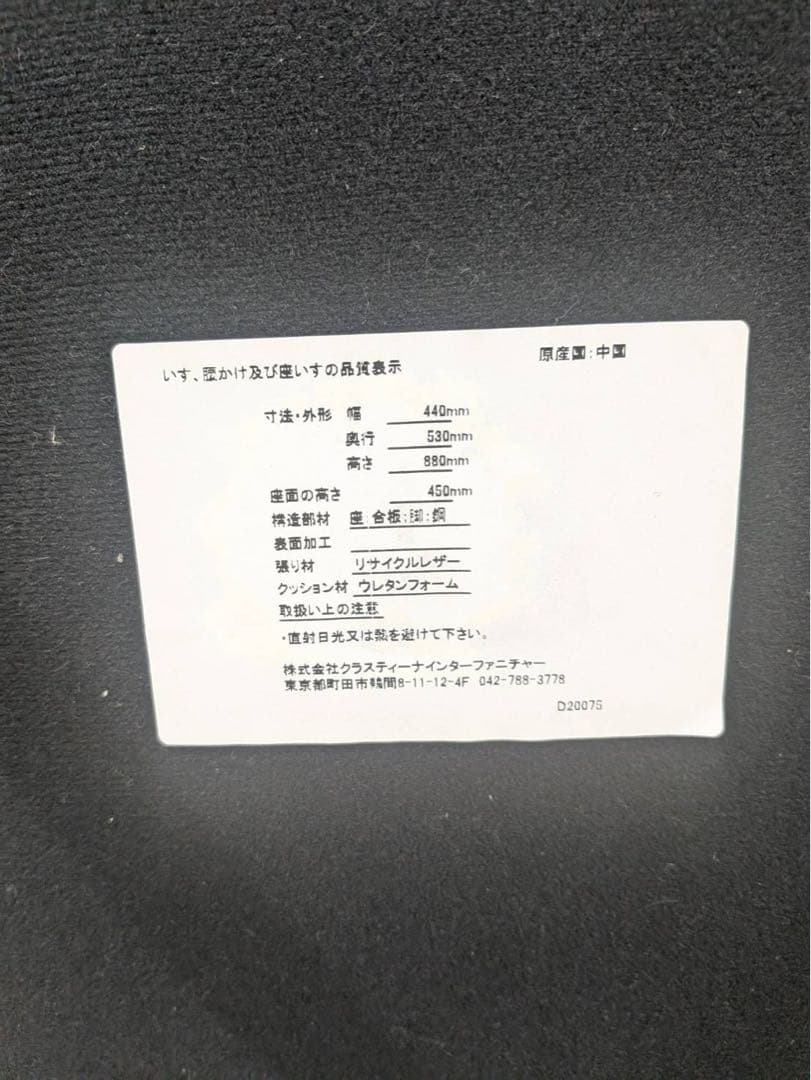 いす、腰かけ及び座いすの品質表示
原産国:中国
寸法・外形 幅 440mm
奥行 530mm
高さ 880mm
座面の高さ 450mm
構造部材 座:合板;脚:鋼
表面加工
張り材 リサイクルレザー
クッション材 ウレタンフォーム
取扱い上の注意
・直射日光又は熱を避けて下さい。
株式会社クラスティーナインターファニチャー
東京都町田市鶴間8-11-12-4F 042-788-3778